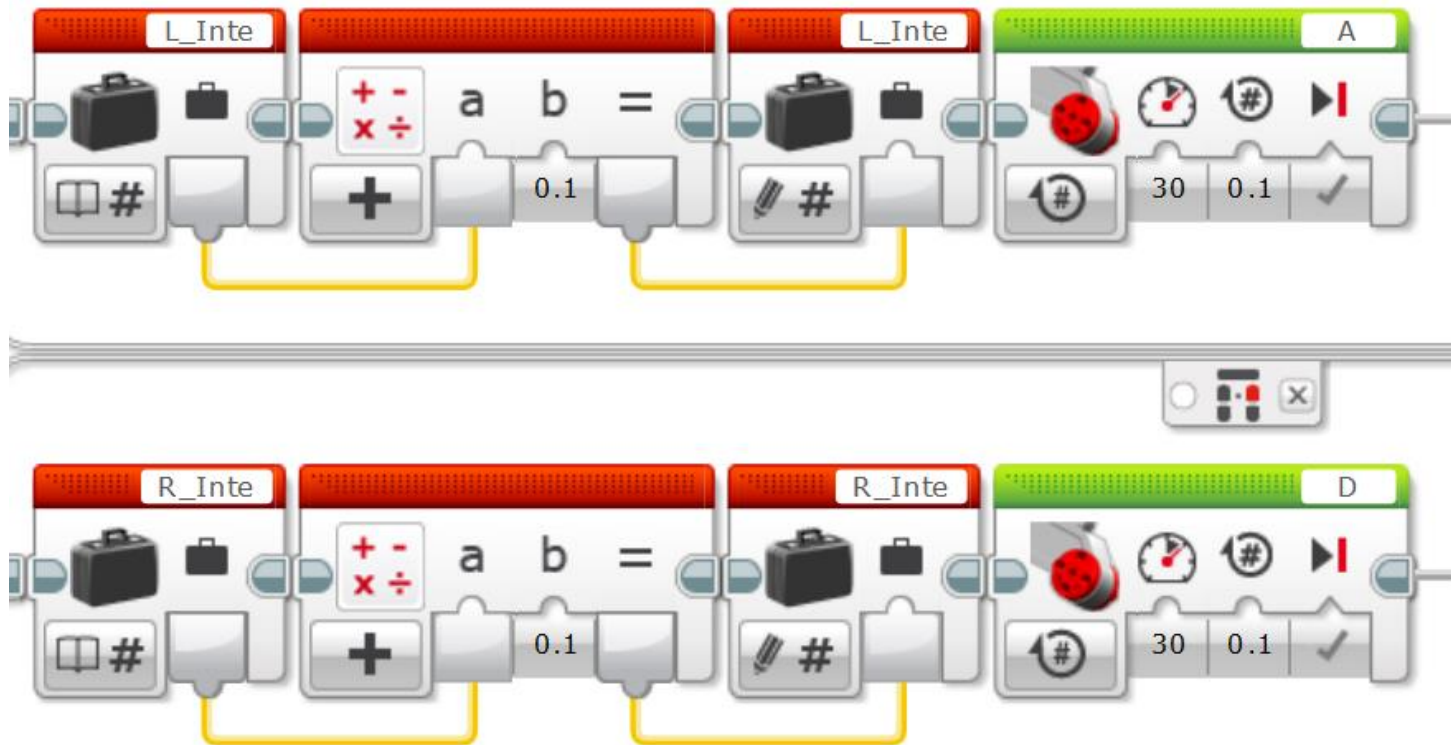 L_Inte
L_Inte
A
+ -
x ÷
a b =
#
+
0.1
#
#
30
0.1
R_Inte
R_Inte
D
+ -
x ÷
a b =
#
+
0.1
#
#
30
0.1